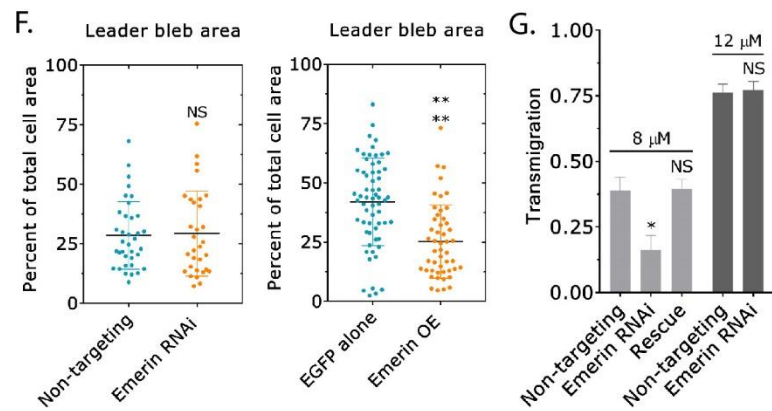 F.
Leader bleb area
Percent of total cell area
100
75
50
25
0
NS
Non-targeting
Emerin RNAi
Leader bleb area
Percent of total cell area
100
75
50
25
0
**
**
EGFP alone
Emerin OE
G.
Transmigration
1.00
0.75
0.50
0.25
0.00
8 μM
12 μM
*
NS
NS
Non-targeting
Emerin RNAi
Rescue
Non-targeting
Emerin RNAi